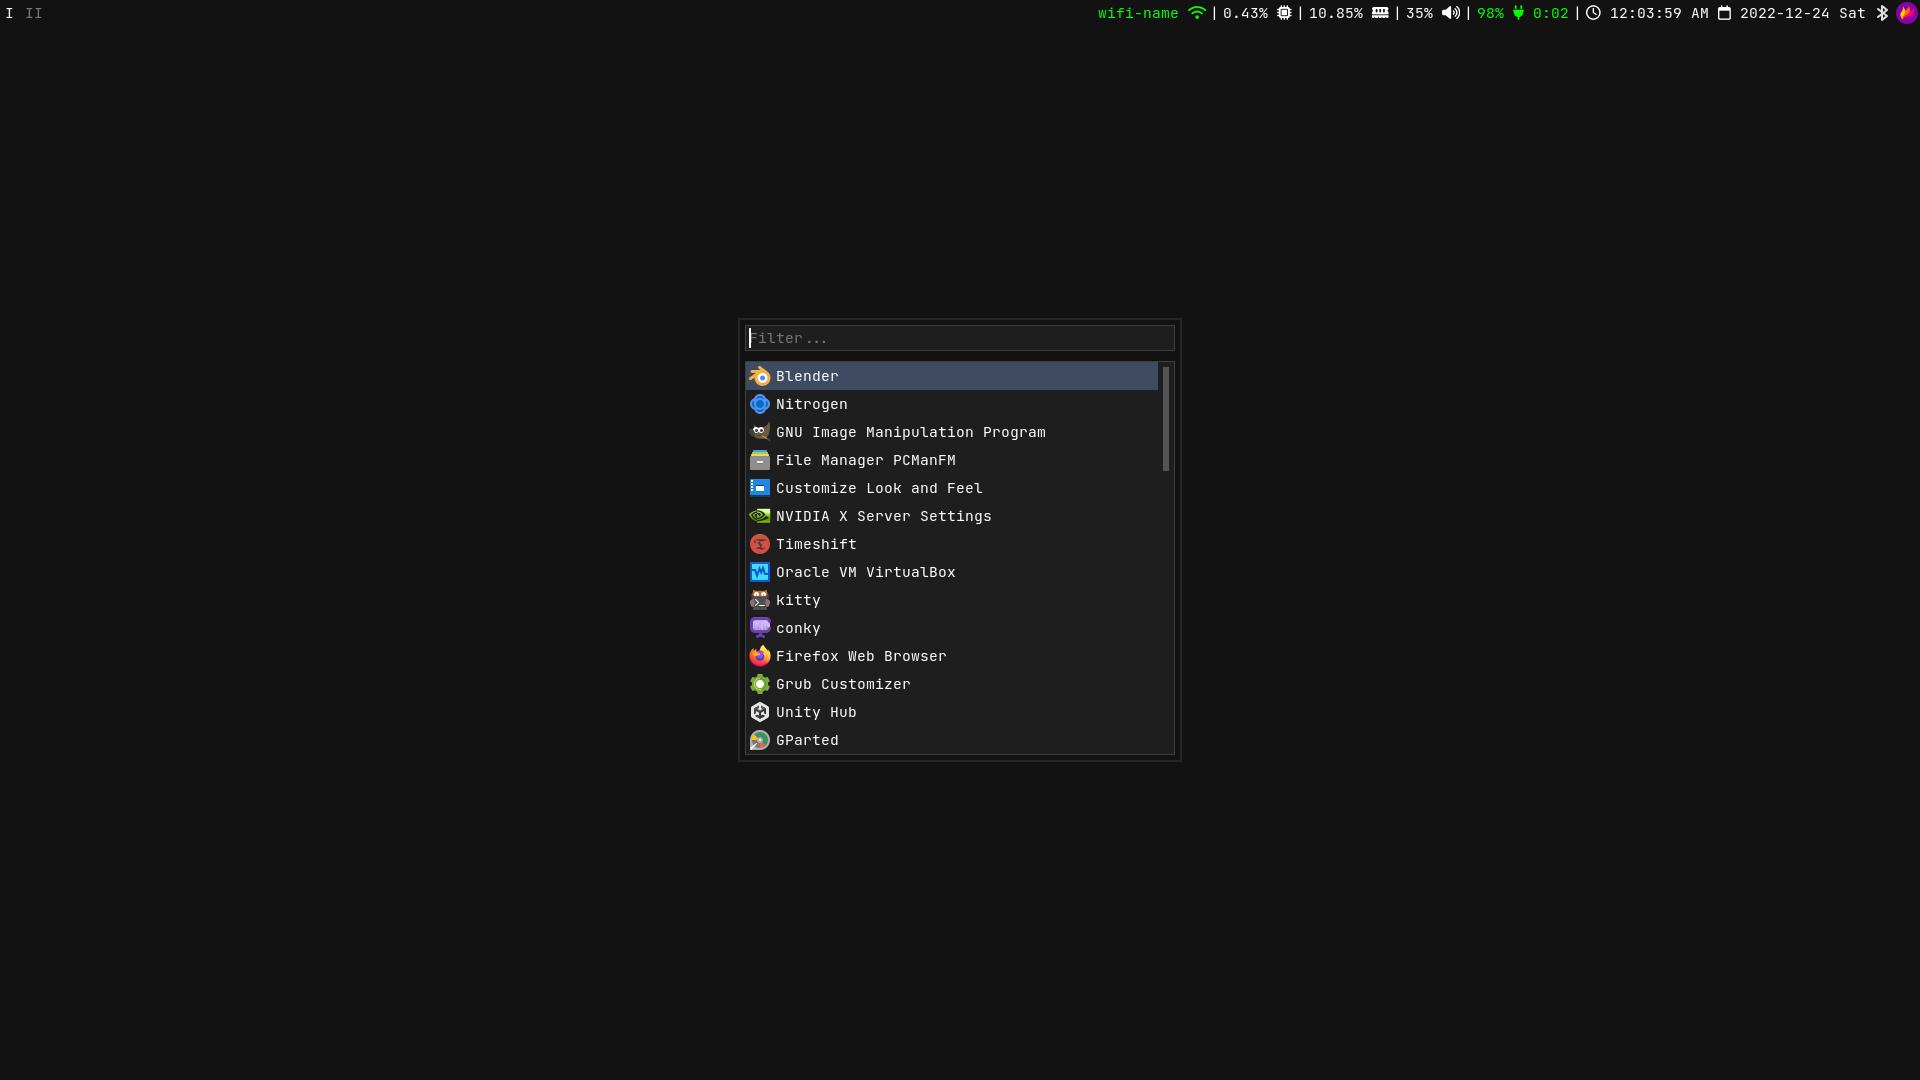 I II wifi-name | 0.43% | 10.85% | 35% | 98% 0:02 | 12:03:59 AM 2022-12-24 Sat
Filter...
Blender
Nitrogen
GNU Image Manipulation Program
File Manager PCManFM
Customize Look and Feel
NVIDIA X Server Settings
Timeshift
Oracle VM VirtualBox
kitty
conky
Firefox Web Browser
Grub Customizer
Unity Hub
GParted